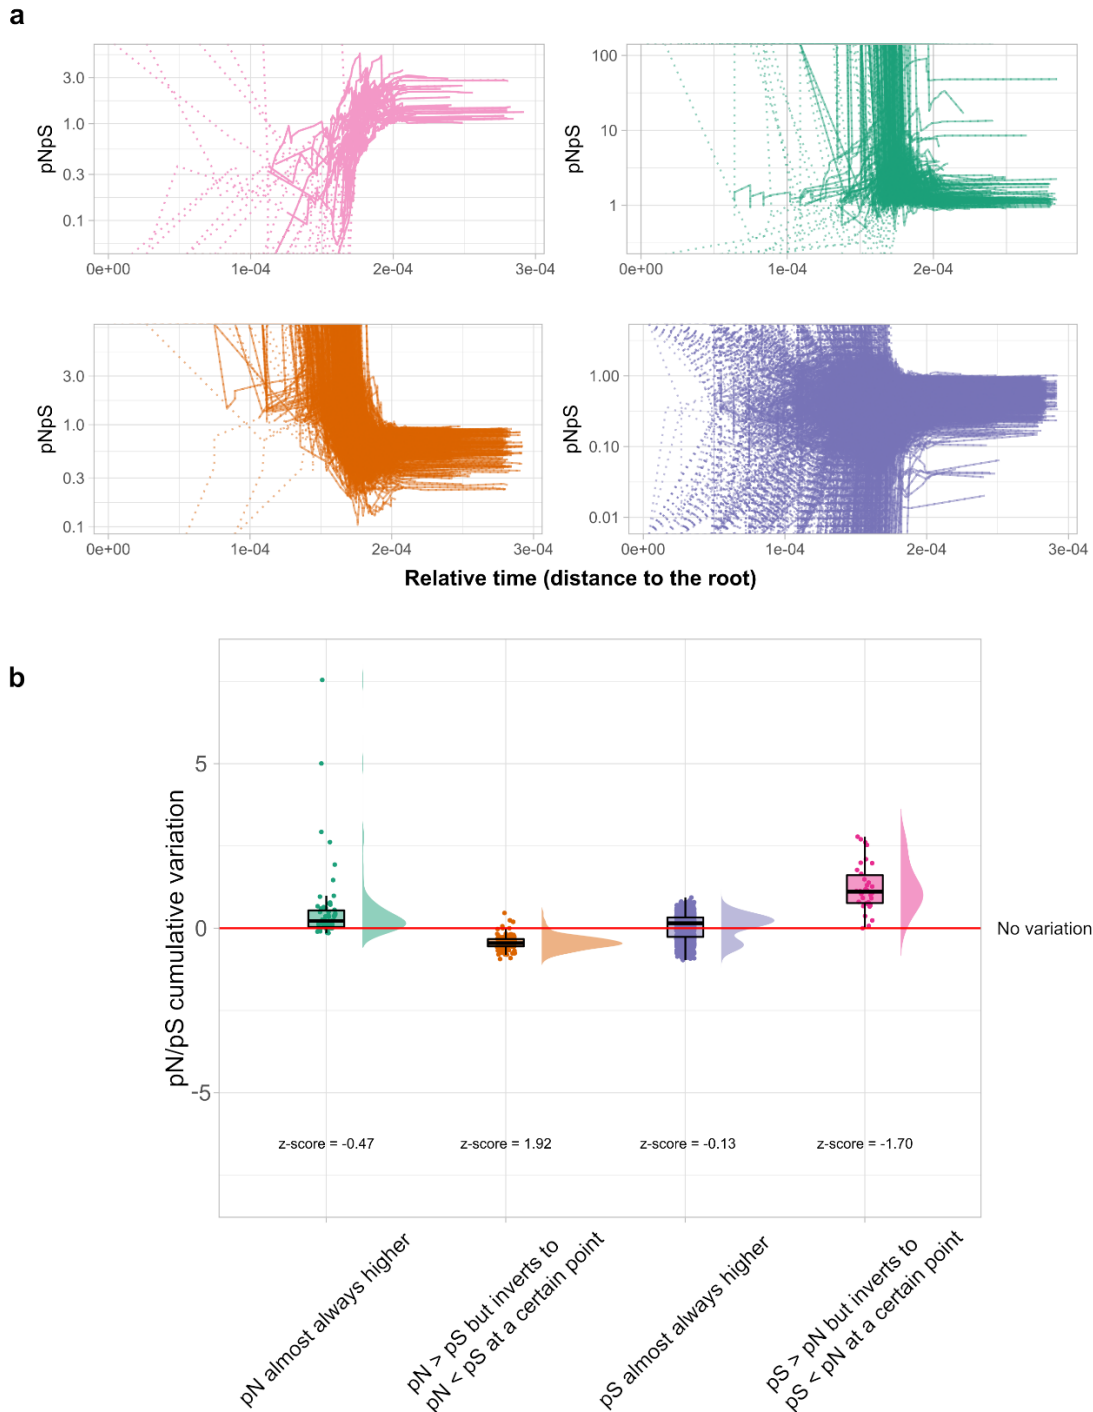 a
pNpS
3.0
1.0
0.3
0.1
0e+00 1e-04 2e-04 3e-04
pNpS
100
10
1
0e+00 1e-04 2e-04
pNpS
3.0
1.0
0.3
0.1
0e+00 1e-04 2e-04 3e-04
pNpS
1.00
0.10
0.01
0e+00 1e-04 2e-04 3e-04
Relative time (distance to the root)
b
pN/pS cumulative variation
5
0
-5
No variation
z-score = -0.47
z-score = 1.92
z-score = -0.13
z-score = -1.70
pN almost always higher
pN > pS but inverts to
pN < pS at a certain point
pS almost always higher
pS > pN but inverts to
pS < pN at a certain point